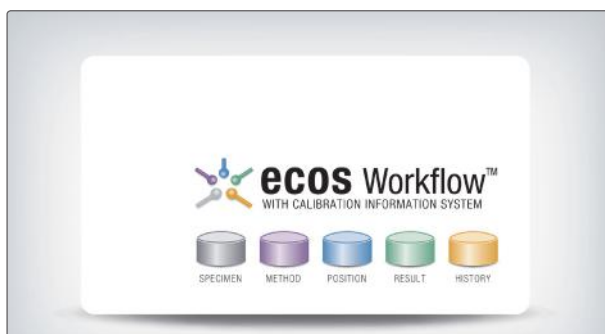 ecos Workflow™
WITH CALIBRATION INFORMATION SYSTEM
SPECIMEN METHOD POSITION RESULT HISTORY